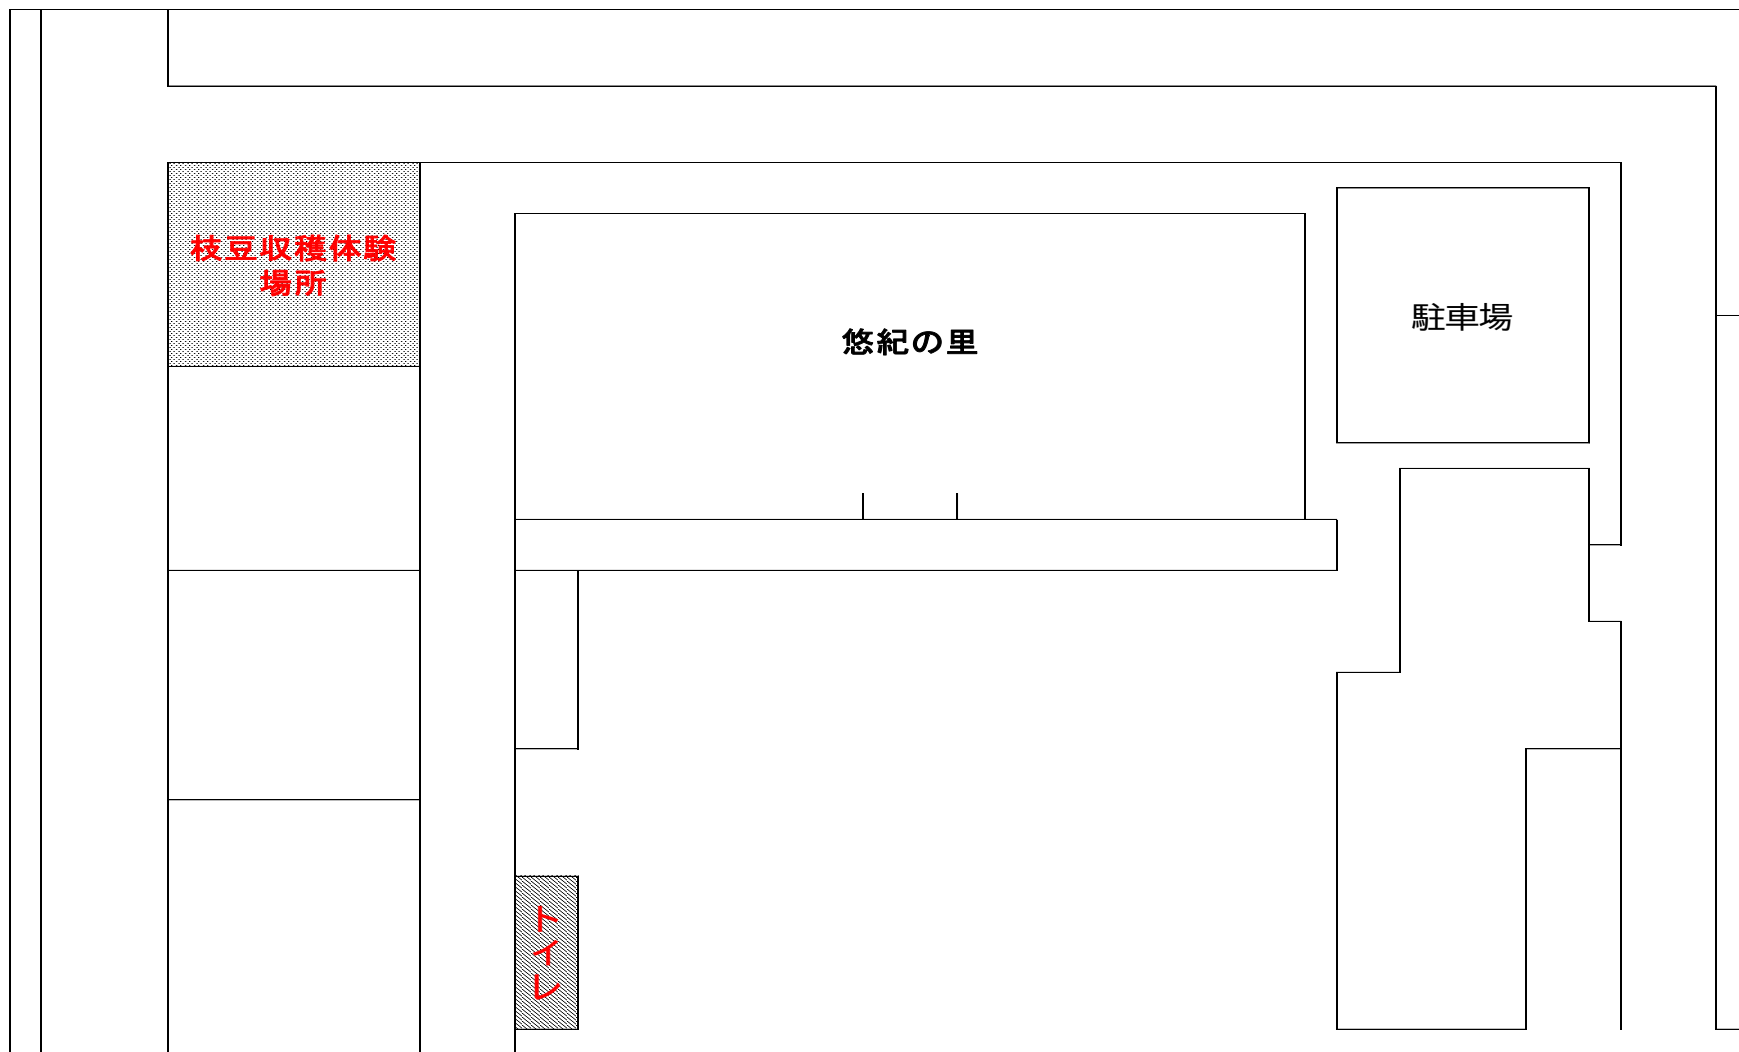 枝豆収穫体験
場所
悠紀の里
駐車場
トイレ